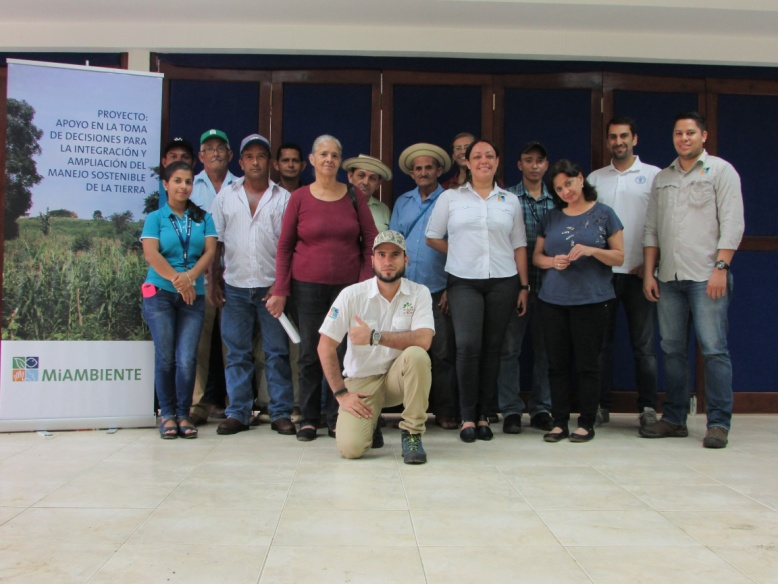 PROYECTO:
APOYO EN LA TOMA
DE DECISIONES PARA
LA INTEGRACIÓN Y
AMPLIACIÓN DEL
MANEJO SOSTENIBLE
DE LA TIERRA
MiAMBIENTE